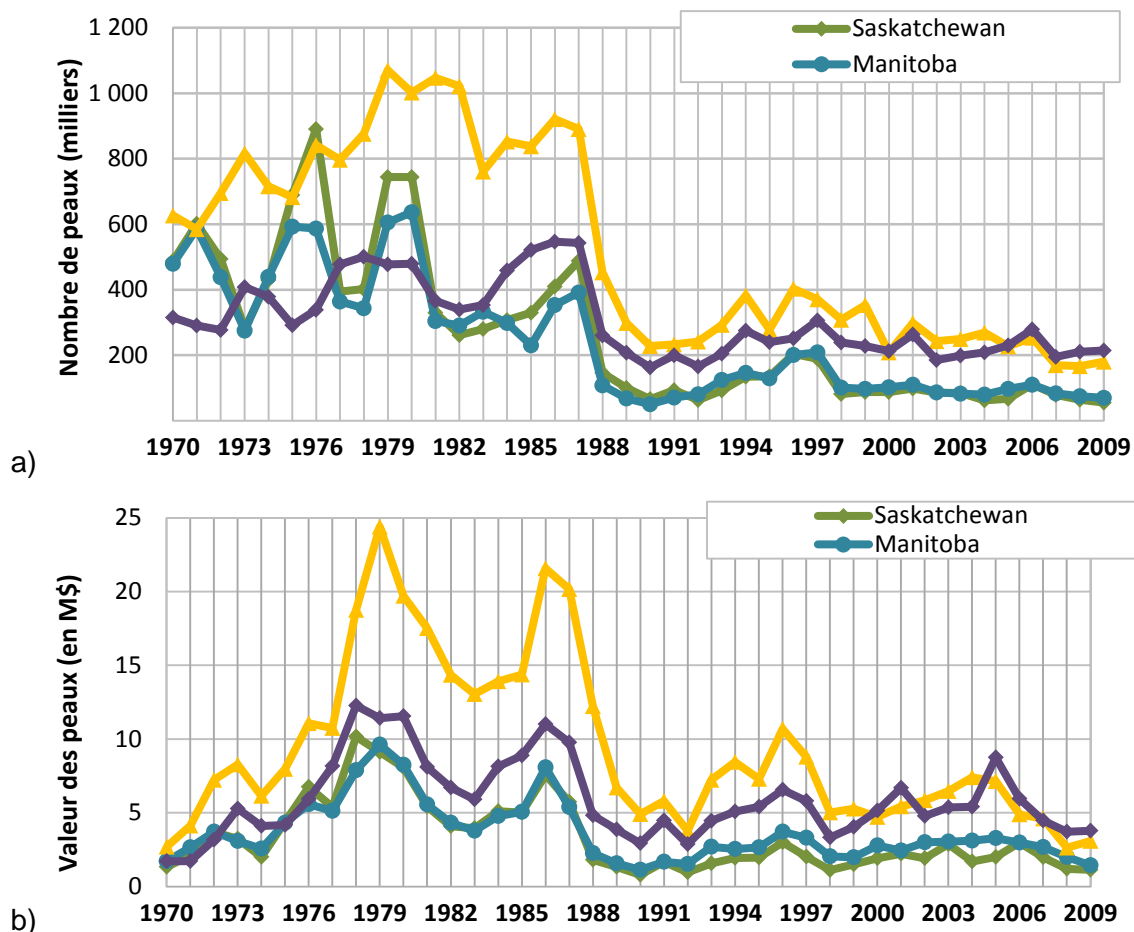 1 200
1 000
800
600
400
200
Nombre de peaux (milliers)
Saskatchewan
Manitoba
1970 1973 1976 1979 1982 1985 1988 1991 1994 1997 2000 2003 2006 2009
a)
25
20
15
10
5
0
Valeur des peaux (en M$)
Saskatchewan
Manitoba
1970 1973 1976 1979 1982 1985 1988 1991 1994 1997 2000 2003 2006 2009
b)